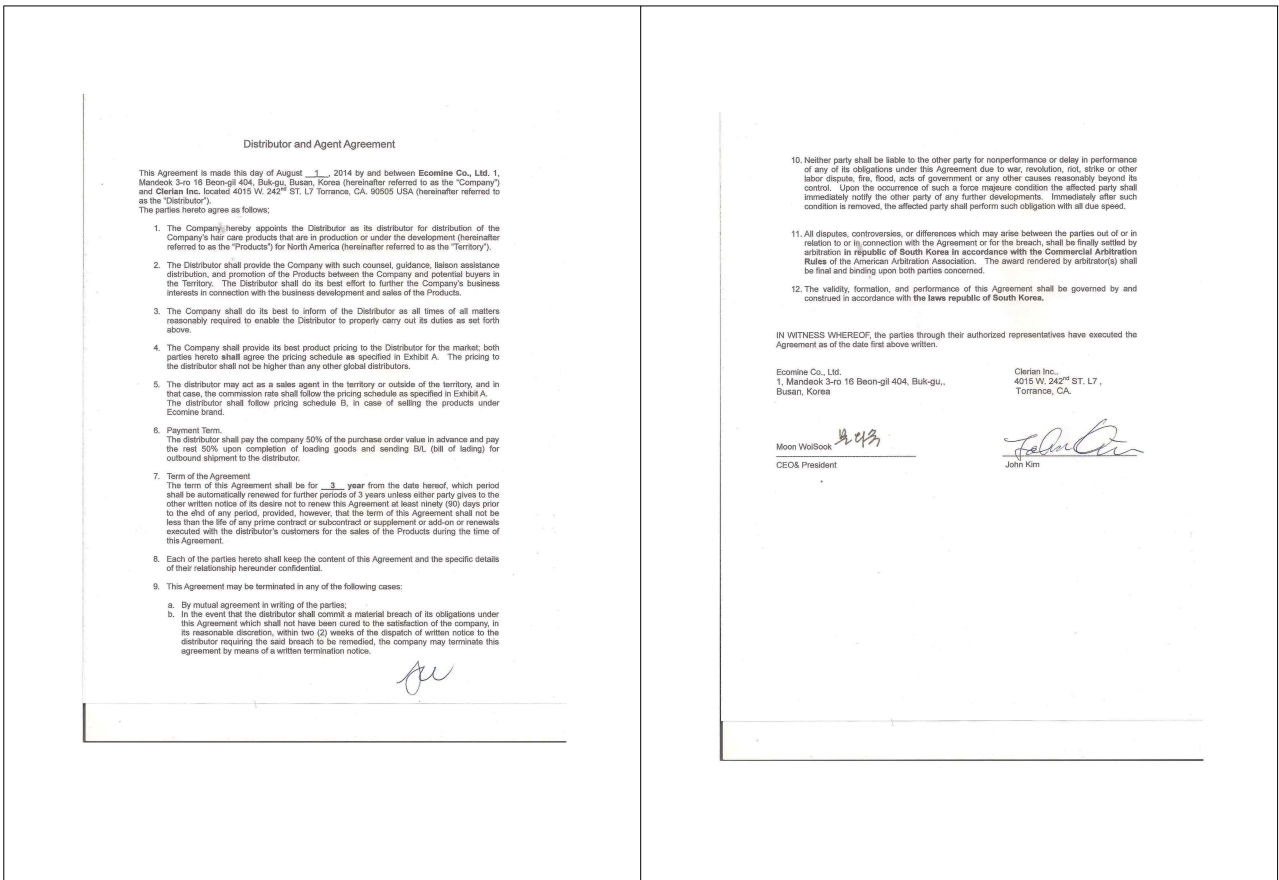 Distributor and Agent Agreement
This Agreement is made this day of August 1 , 2014 by and between Ecomine Co., Ltd. 1,
Mandeok 3-ro 16 Beon-gil 404, Buk-gu, Busan, Korea (hereinafter referred to as the "Company")
and Clerian Inc. located 4015 W. 242nd ST. L7 Torrance, CA. 90505 USA (hereinafter referred to
as the "Distributor").
The parties hereto agree as follows;
1. The Company hereby appoints the Distributor as its distributor for distribution of the
Company's hair care products that are in production or under the development (hereinafter
referred to as the "Products") for North America (hereinafter referred to as the "Territory").
2. The Distributor shall provide the Company with such counsel, guidance, liaison assistance
distribution, and promotion of the Products between the Company and potential buyers in
the Territory. The Distributor shall do its best effort to further the Company's business
interests in connection with the business development and sales of the Products.
3. The Company shall do its best to inform of the Distributor as all times of all matters
reasonably required to enable the Distributor to properly carry out its duties as set forth
above.
4. The Company shall provide its best product pricing to the Distributor for the market; both
parties hereto shall agree the pricing schedule as specified in Exhibit A. The pricing to
the distributor shall not be higher than any other global distributors.
5. The distributor may act as a sales agent in the territory or outside of the territory, and in
that case, the commission rate shall follow the pricing schedule as specified in Exhibit A.
The distributor shall follow pricing schedule B, in case of selling the products under
Ecomine brand.
6. Payment Term.
The distributor shall pay the company 50% of the purchase order value in advance and pay
the rest 50% upon completion of loading goods and sending B/L (bill of lading) for
outbound shipment to the distributor.
7. Term of the Agreement
The term of this Agreement shall be for 3 year from the date hereof, which period
shall be automatically renewed for further periods of 3 years unless either party gives to the
other written notice of its desire not to renew this Agreement at least ninety (90) days prior
to the end of any period, provided, however, that the term of this Agreement shall not be
less than the life of any prime contract or subcontract or supplement or add-on or renewals
executed with the distributor's customers for the sales of the Products during the time of
this Agreement.
8. Each of the parties hereto shall keep the content of this Agreement and the specific details
of their relationship hereunder confidential.
9. This Agreement may be terminated in any of the following cases:
a. By mutual agreement in writing of the parties;
b. In the event that the distributor shall commit a material breach of its obligations under
this Agreement which shall not have been cured to the satisfaction of the company, in
its reasonable discretion, within two (2) weeks of the dispatch of written notice to the
distributor requiring the said breach to be remedied, the company may terminate this
agreement by means of a written termination notice.
10. Neither party shall be liable to the other party for nonperformance or delay in performance
of any of its obligations under this Agreement due to war, revolution, riot, strike or other
labor dispute, fire, flood, acts of government or any other causes reasonably beyond its
control. Upon the occurrence of such a force majeure condition the affected party shall
immediately notify the other party of any further developments. Immediately after such
condition is removed, the affected party shall perform such obligation with all due speed.
11. All disputes, controversies, or differences which may arise between the parties out of or in
relation to or in connection with the Agreement or for the breach, shall be finally settled by
arbitration in republic of South Korea in accordance with the Commercial Arbitration
Rules of the American Arbitration Association. The award rendered by arbitrator(s) shall
be final and binding upon both parties concerned.
12. The validity, formation, and performance of this Agreement shall be governed by and
construed in accordance with the laws republic of South Korea.
IN WITNESS WHEREOF, the parties through their authorized representatives have executed the
Agreement as of the date first above written.
Ecomine Co., Ltd.
1, Mandeok 3-ro 16 Beon-gil 404, Buk-gu,,
Busan, Korea
Clerian Inc.,
4015 W. 242nd ST. L7 ,
Torrance, CA.
Moon WolSook
CEO& President
John Kim
John Kim